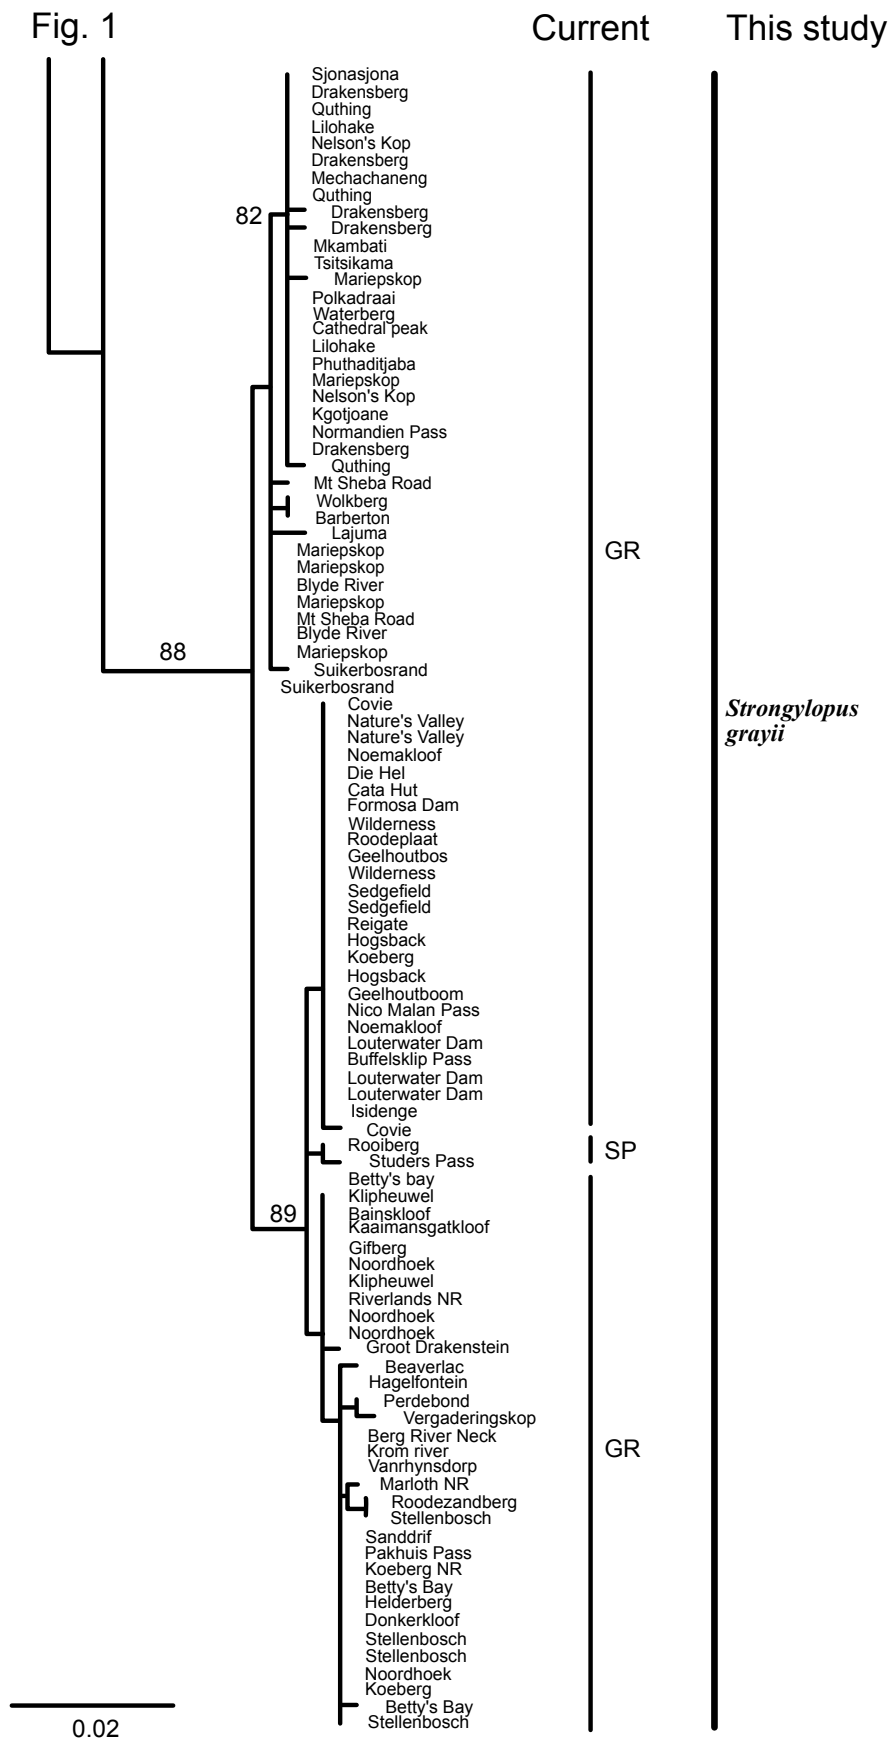 Fig. 1
Current
This study
Sjonasjona
Drakensberg
Quthing
Lilohake
Nelson's Kop
Drakensberg
Mechachaneng
Quthing
82
Drakensberg
Drakensberg
Mkambati
Tsitsikama
Mariepskop
Polkadraai
Waterberg
Cathedral peak
Lilohake
Phuthaditjaba
Mariepskop
Nelson's Kop
Kgotjoane
Normandien Pass
Drakensberg
Quthing
Mt Sheba Road
Wolkberg
Barberton
Lajuma
Mariepskop
GR
Mariepskop
Blyde River
Mariepskop
Mt Sheba Road
Blyde River
Mariepskop
88
Suikerbosrand
Suikerbosrand
Covie
Strongylopus
grayii
Nature's Valley
Nature's Valley
Noemakloof
Die Hel
Cata Hut
Formosa Dam
Wilderness
Roodeplaat
Geelhoutbos
Wilderness
Sedgefield
Sedgefield
Reigate
Hogsback
Koeberg
Hogsback
Geelhoutboom
Nico Malan Pass
Noemakloof
Louterwater Dam
Buffelsklip Pass
Louterwater Dam
Louterwater Dam
Isidenge
Covie
Rooiberg
SP
Studers Pass
Betty's bay
Klipheuwel
89
Bainskloof
Kaaimansgatkloof
Gifberg
Noordhoek
Klipheuwel
Riverlands NR
Noordhoek
Noordhoek
Groot Drakenstein
Beaverlac
Hagelfontein
Perdebond
Vergaderingskop
Berg River Neck
GR
Krom river
Vanrhynsdorp
Marloth NR
Roodezandberg
Stellenbosch
Sanddrif
Pakhuis Pass
Koeberg NR
Betty's Bay
Helderberg
Donkerkloof
Stellenbosch
Stellenbosch
Noordhoek
Koeberg
Betty's Bay
Stellenbosch
0.02